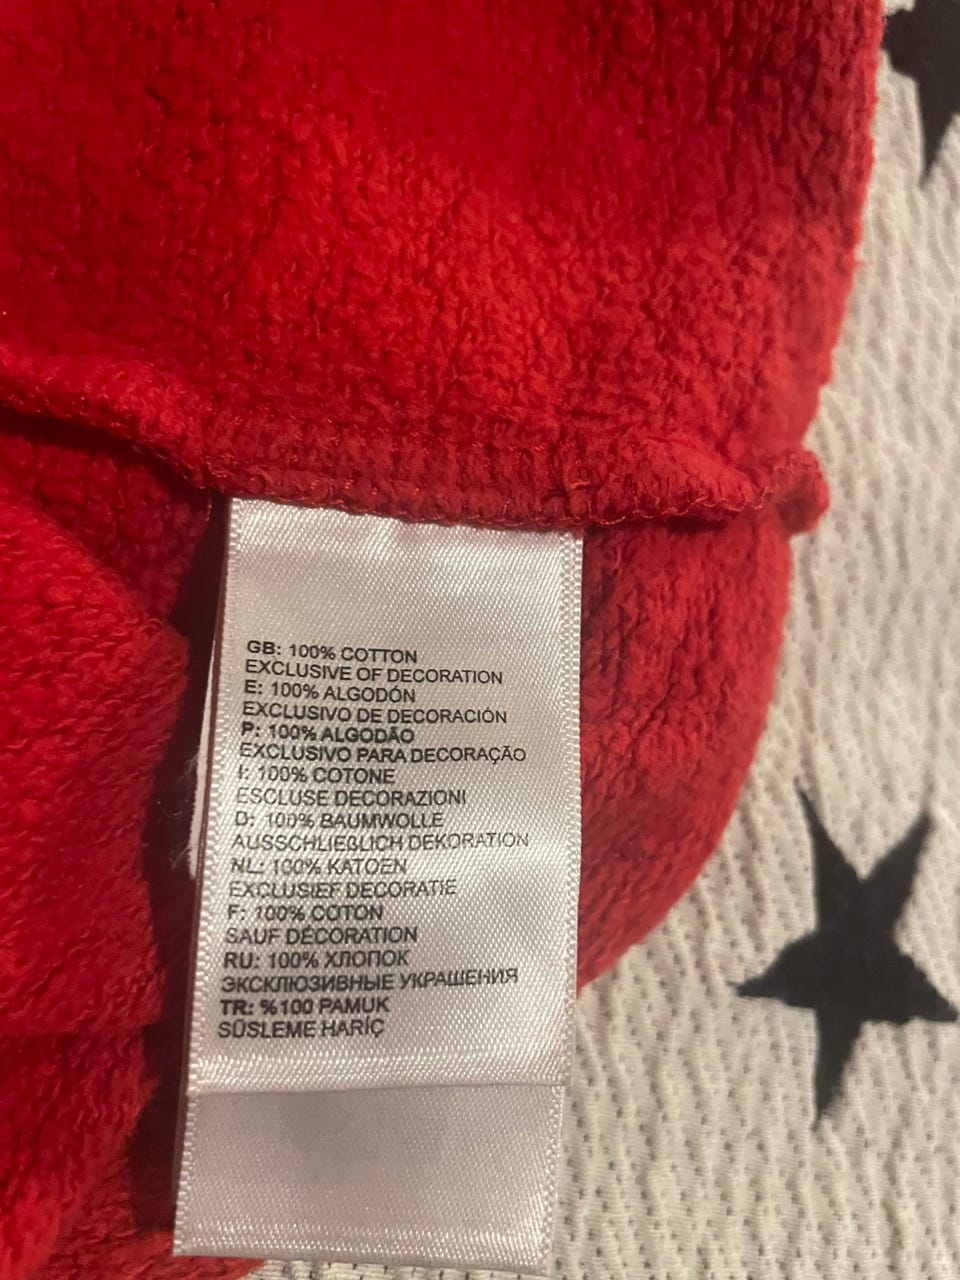 GB: 100% COTTON
EXCLUSIVE OF DECORATION
E: 100% ALGODÓN
EXCLUSIVO DE DECORACIÓN
P: 100% ALGODÃO
EXCLUSIVO PARA DECORAÇÃO
I: 100% COTONE
ESCLUSE DECORAZIONI
D: 100% BAUMWOLLE
AUSSCHLIEßLICH DEKORATION
NL: 100% KATOEN
EXCLUSIEF DECORATIE
F: 100% COTON
SAUF DÉCORATION
RU: 100% ХЛОПОК
ЭКСКЛЮЗИВНЫЕ УКРАШЕНИЯ
TR: %100 PAMUK
SÜSLEME HARİÇ